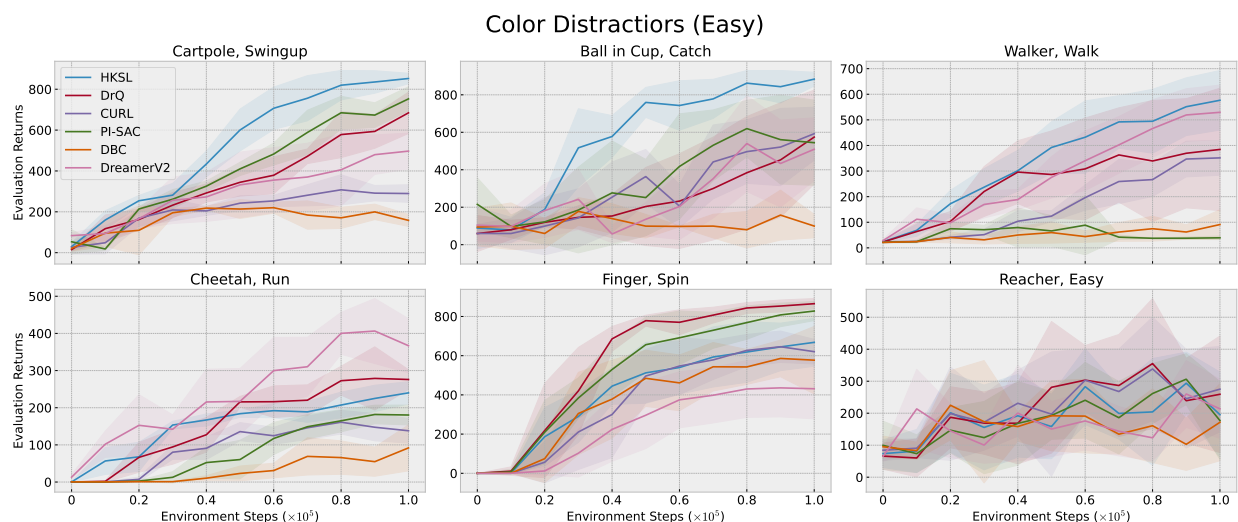 Color Distractions (Easy)
Cartpole, Swingup
Ball in Cup, Catch
Walker, Walk
Evaluation Returns
800
600
400
200
0
HKSL
DrQ
CURL
PI-SAC
DBC
DreamerV2
800
600
400
200
0
700
600
500
400
300
200
100
0
Cheetah, Run
Finger, Spin
Reacher, Easy
Evaluation Returns
500
400
300
200
100
0
800
600
400
200
0
500
400
300
200
100
0
0 0.2 0.4 0.6 0.8 1.0
0 0.2 0.4 0.6 0.8 1.0
0 0.2 0.4 0.6 0.8 1.0
Environment Steps (×10⁵)
Environment Steps (×10⁵)
Environment Steps (×10⁵)